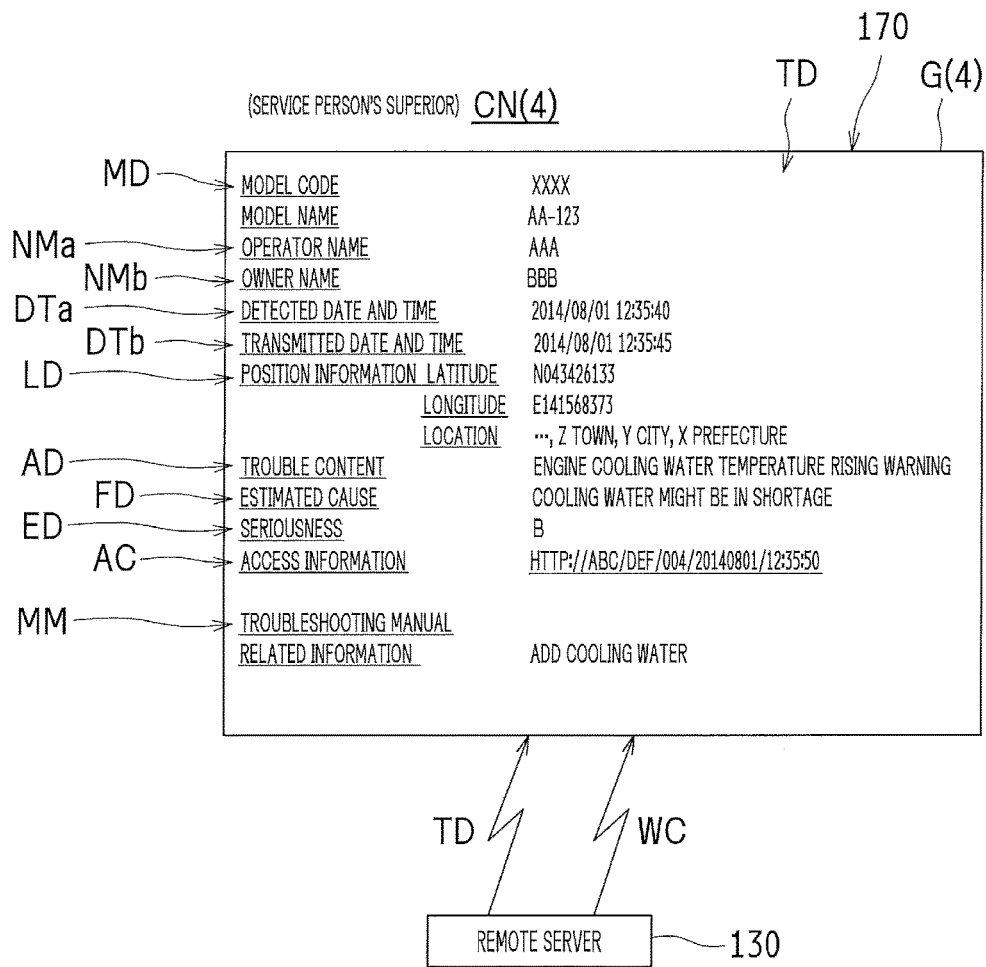 170
TD G(4)
(SERVICE PERSON'S SUPERIOR) CN(4)
MD MODEL CODE XXXX
MODEL NAME AA-123
NMa OPERATOR NAME AAA
NMb OWNER NAME BBB
DTa DETECTED DATE AND TIME 2014/08/01 12:35:40
DTb TRANSMITTED DATE AND TIME 2014/08/01 12:35:45
LD POSITION INFORMATION LATITUDE N043426133
LONGITUDE E141568373
LOCATION ···, Z TOWN, Y CITY, X PREFECTURE
AD TROUBLE CONTENT ENGINE COOLING WATER TEMPERATURE RISING WARNING
FD ESTIMATED CAUSE COOLING WATER MIGHT BE IN SHORTAGE
ED SERIOUSNESS B
AC ACCESS INFORMATION HTTP://ABC/DEF/004/20140801/12:35:50
MM TROUBLESHOOTING MANUAL
RELATED INFORMATION ADD COOLING WATER
TD WC
REMOTE SERVER 130